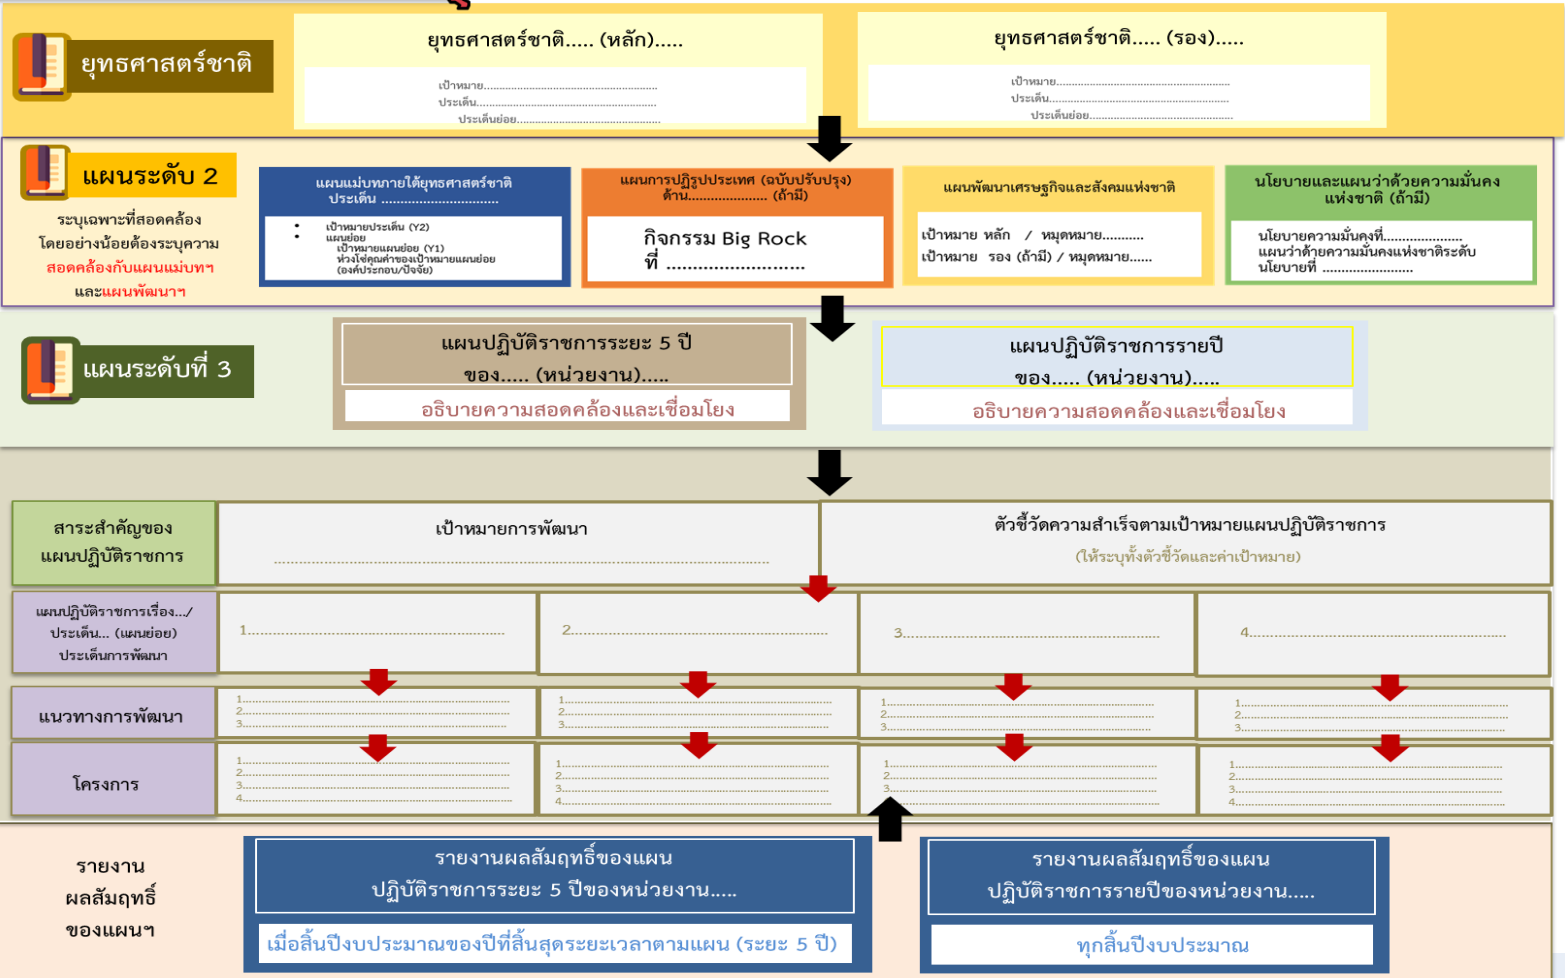 ยุทธศาสตร์ชาติ
ยุทธศาสตร์ชาติ..... (หลัก).....
เป้าหมาย..........................................................
ประเด็น............................................................
ประเด็นย่อย................................................
ยุทธศาสตร์ชาติ..... (รอง).....
เป้าหมาย..........................................................
ประเด็น............................................................
ประเด็นย่อย................................................
แผนระดับ 2
ระบุเฉพาะที่สอดคล้อง
โดยอย่างน้อยต้องระบุความ
สอดคล้องกับแผนแม่บทฯ
และแผนพัฒนาฯ
แผนแม่บทภายใต้ยุทธศาสตร์ชาติ
ประเด็น ..............................
• เป้าหมายประเด็น (Y2)
• แผนย่อย
เป้าหมายแผนย่อย (Y1)
ห่วงโซ่คุณค่าของเป้าหมายแผนย่อย
(องค์ประกอบ/ปัจจัย)
แผนการปฏิรูปประเทศ (ฉบับปรับปรุง)
ด้าน.................... (ถ้ามี)
กิจกรรม Big Rock
ที่ ..........................
แผนพัฒนาเศรษฐกิจและสังคมแห่งชาติ
เป้าหมาย หลัก / หมุดหมาย...........
เป้าหมาย รอง (ถ้ามี) / หมุดหมาย......
นโยบายและแผนว่าด้วยความมั่นคง
แห่งชาติ (ถ้ามี)
นโยบายความมั่นคงที่.....................
แผนว่าด้ายความมั่นคงแห่งชาติระดับ
นโยบายที่ ........................
แผนระดับที่ 3
แผนปฏิบัติราชการระยะ 5 ปี
ของ..... (หน่วยงาน).....
อธิบายความสอดคล้องและเชื่อมโยง
แผนปฏิบัติราชการรายปี
ของ..... (หน่วยงาน).....
อธิบายความสอดคล้องและเชื่อมโยง
สาระสำคัญของ
แผนปฏิบัติราชการ
เป้าหมายการพัฒนา
........................................................................................................................
ตัวชี้วัดความสำเร็จตามเป้าหมายแผนปฏิบัติราชการ
(ให้ระบุทั้งตัวชี้วัดและค่าเป้าหมาย)
แผนปฏิบัติราชการเรื่อง.../
ประเด็น... (แผนย่อย)
ประเด็นการพัฒนา
1..............................................................
2..............................................................
3..............................................................
4..............................................................
แนวทางการพัฒนา
1..............................................................
2..............................................................
3..............................................................
1..............................................................
2..............................................................
3..............................................................
1..............................................................
2..............................................................
3..............................................................
1..............................................................
2..............................................................
3..............................................................
โครงการ
1..............................................................
2..............................................................
3..............................................................
4..............................................................
1..............................................................
2..............................................................
3..............................................................
4..............................................................
1..............................................................
2..............................................................
3..............................................................
1..............................................................
2..............................................................
3..............................................................
4..............................................................
รายงาน
ผลสัมฤทธิ์
ของแผนฯ
รายงานผลสัมฤทธิ์ของแผน
ปฏิบัติราชการระยะ 5 ปีของหน่วยงาน.....
เมื่อสิ้นปีงบประมาณของปีที่สิ้นสุดระยะเวลาตามแผน (ระยะ 5 ปี)
รายงานผลสัมฤทธิ์ของแผน
ปฏิบัติราชการรายปีของหน่วยงาน.....
ทุกสิ้นปีงบประมาณ